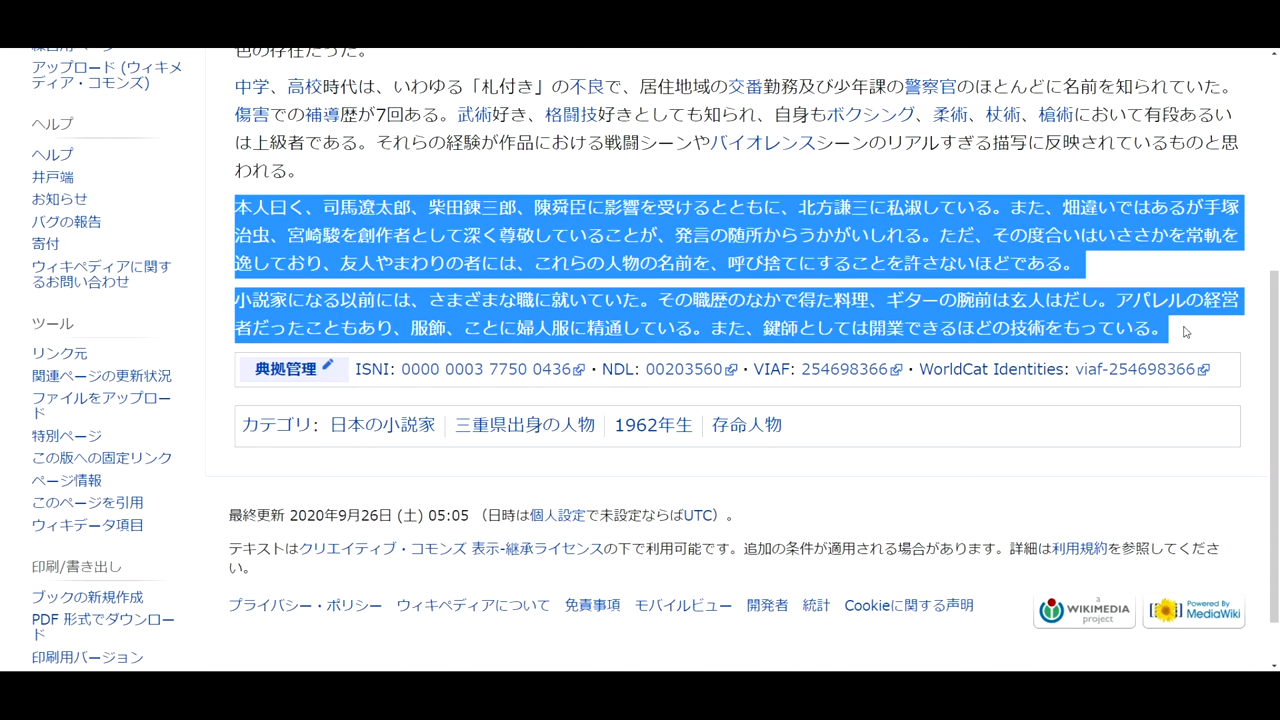 アップロード (ウィキメ
ディア・コモンズ)
ヘルプ
ヘルプ
井戸端
お知らせ
バグの報告
寄付
ウィキペディアに関す
るお問い合わせ
ツール
リンク元
関連ページの更新状況
ファイルをアップロー
ド
特別ページ
この版への固定リンク
ページ情報
このページを引用
ウィキデータ項目
印刷/書き出し
ブックの新規作成
PDF 形式でダウンロー
ド
印刷用バージョン
色の存在だった。
中学、高校時代は、いわゆる「札付き」の不良で、居住地域の交番勤務及び少年課の警察官のほとんどに名前を知られていた。
傷害での補導歴が7回ある。武術好き、格闘技好きとしても知られ、自身もボクシング、柔術、杖術、槍術において有段あるい
は上級者である。それらの経験が作品における戦闘シーンやバイオレンスシーンのリアルすぎる描写に反映されているものと思
われる。
本人曰く、司馬遼太郎、柴田錬三郎、陳舜臣に影響を受けるとともに、北方謙三に私淑している。また、畑違いではあるが手塚
治虫、宮崎駿を創作者として深く尊敬していることが、発言の随所からうかがいしれる。ただ、その度合いはいささかを常軌を
逸しており、友人やまわりの者には、これらの人物の名前を、呼び捨てにすることを許さないほどである。
小説家になる以前には、さまざまな職に就いていた。その職歴のなかで得た料理、ギターの腕前は玄人はだし。アパレルの経営
者だったこともあり、服飾、ことに婦人服に精通している。また、鍵師としては開業できるほどの技術をもっている。
典拠管理 ISNI: 0000 0003 7750 0436 · NDL: 00203560 · VIAF: 254698366 · WorldCat Identities: viaf-254698366
カテゴリ: 日本の小説家 三重県出身の人物 1962年生 存命人物
最終更新 2020年9月26日 (土) 05:05 （日時は個人設定で未設定ならばUTC）。
テキストはクリエイティブ・コモンズ 表示-継承ライセンスの下で利用可能です。追加の条件が適用される場合があります。詳細は利用規約を参照してくださ
い。
プライバシー・ポリシー ウィキペディアについて 免責事項 モバイルビュー 開発者 統計 Cookieに関する声明
a
WIKIMEDIA
project
Powered By
MediaWiki